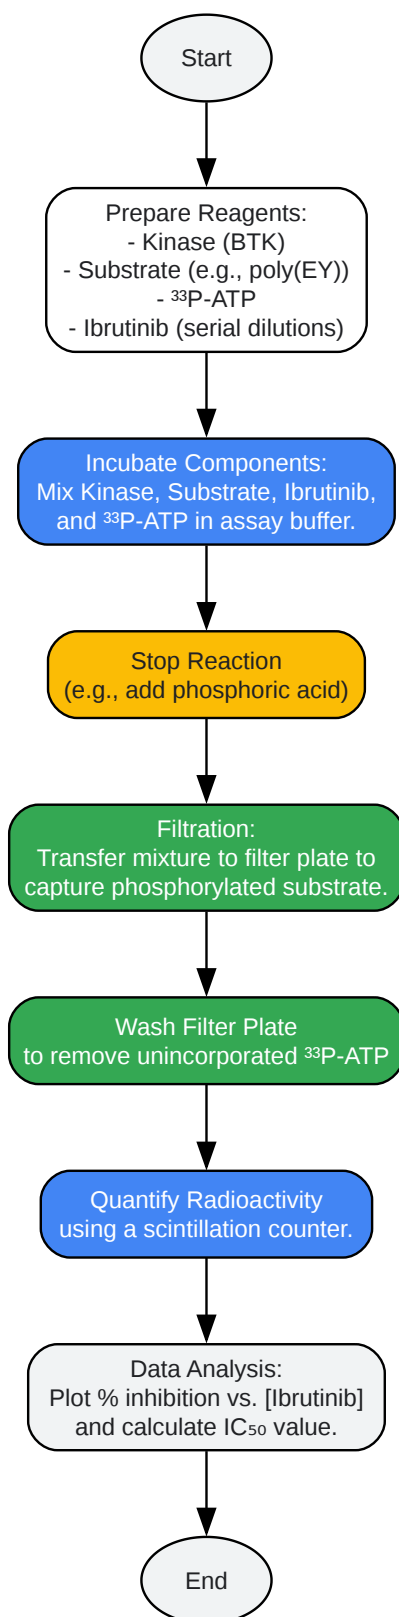 Start
Prepare Reagents:
- Kinase (BTK)
- Substrate (e.g., poly(EY))
- ³³P-ATP
- Ibrutinib (serial dilutions)
Incubate Components:
Mix Kinase, Substrate, Ibrutinib,
and ³³P-ATP in assay buffer.
Stop Reaction
(e.g., add phosphoric acid)
Filtration:
Transfer mixture to filter plate to
capture phosphorylated substrate.
Wash Filter Plate
to remove unincorporated ³³P-ATP
Quantify Radioactivity
using a scintillation counter.
Data Analysis:
Plot % inhibition vs. [Ibrutinib]
and calculate IC₅₀ value.
End